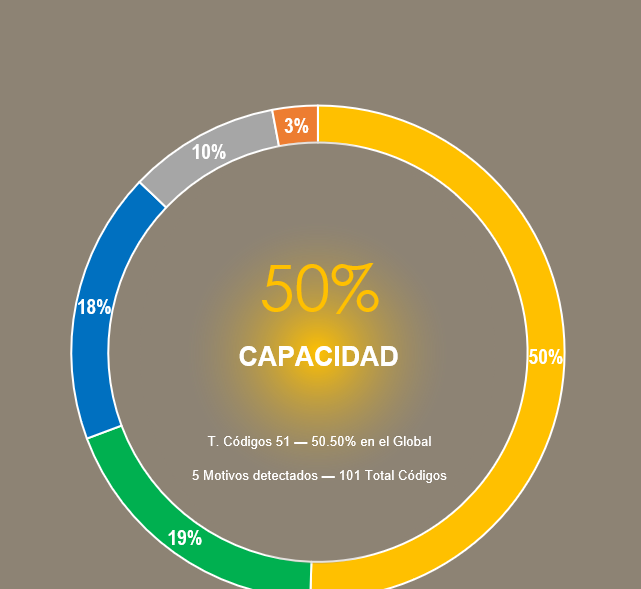 3%
10%
18%
50%
CAPACIDAD
50%
T. Códigos 51 — 50.50% en el Global
5 Motivos detectados — 101 Total Códigos
19%